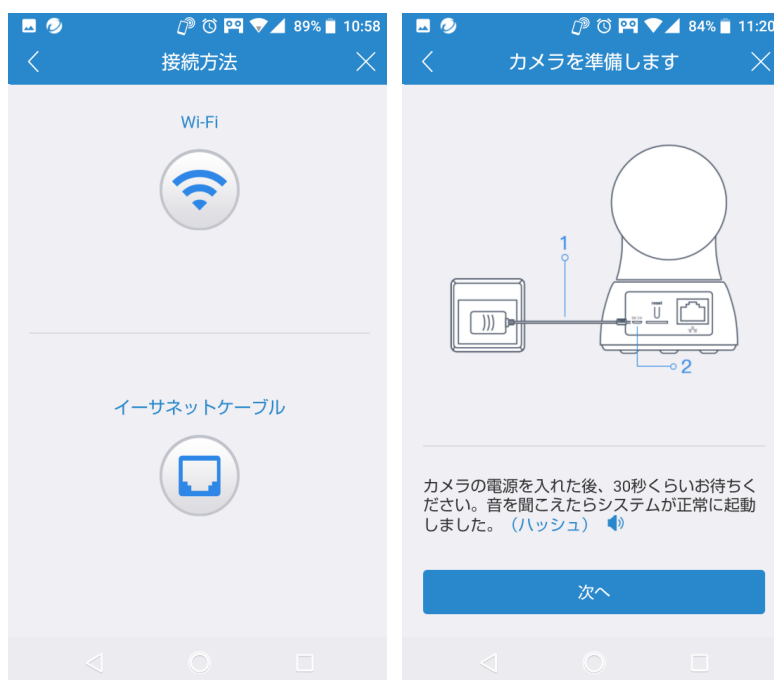 89% 10:58
接続方法
Wi-Fi
イーサネットケーブル
84% 11:20
カメラを準備します
1
reset
2
カメラの電源を入れた後、30秒くらいお待ちく
ださい。音を聞こえたらシステムが正常に起動
しました。（ハッシュ）
次へ